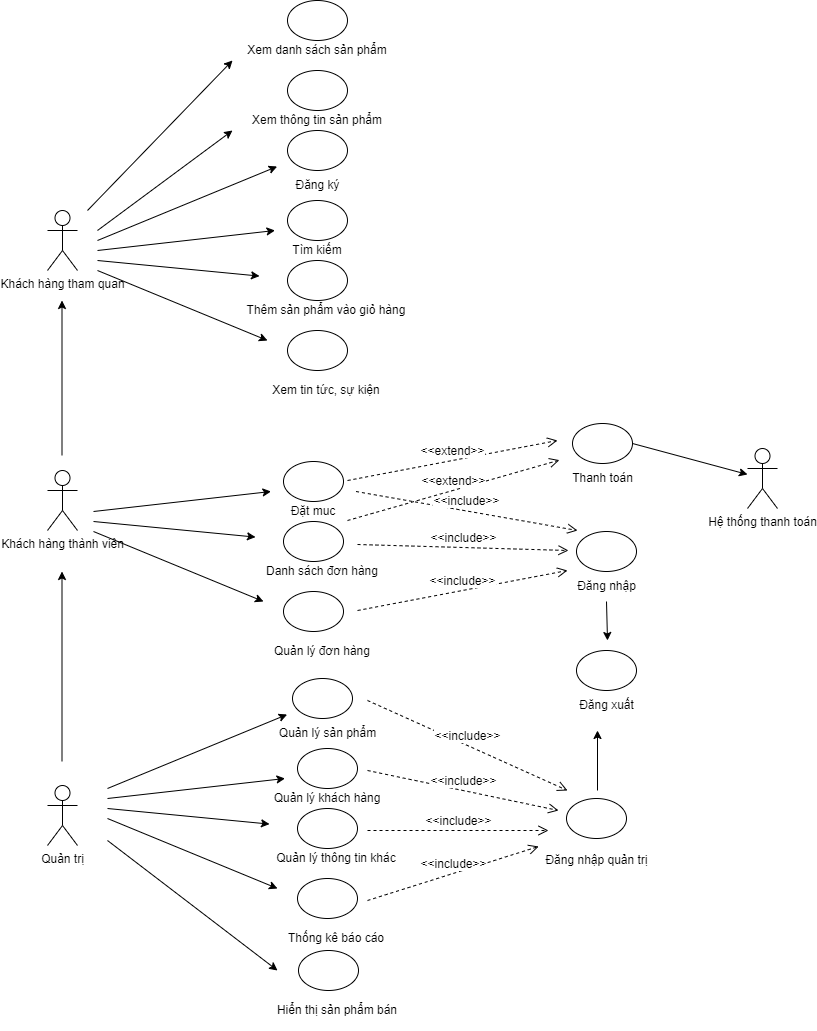 Xem danh sách sản phẩm
Xem thông tin sản phẩm
Đăng ký
Tìm kiếm
Khách hàng tham quan
Thêm sản phẩm vào giỏ hàng
Xem tin tức, sự kiện
<<extend>>
Thanh toán
<<extend>>
<<include>>
Đặt mục
Hệ thống thanh toán
<<include>>
Khách hàng thành viên
Danh sách đơn hàng
<<include>>
Đăng nhập
Quản lý đơn hàng
Đăng xuất
Quản lý sản phẩm
<<include>>
<<include>>
Quản lý khách hàng
<<include>>
Quản trị
Quản lý thông tin khác
Đăng nhập quản trị
<<include>>
Thống kê báo cáo
Hiển thị sản phẩm bán